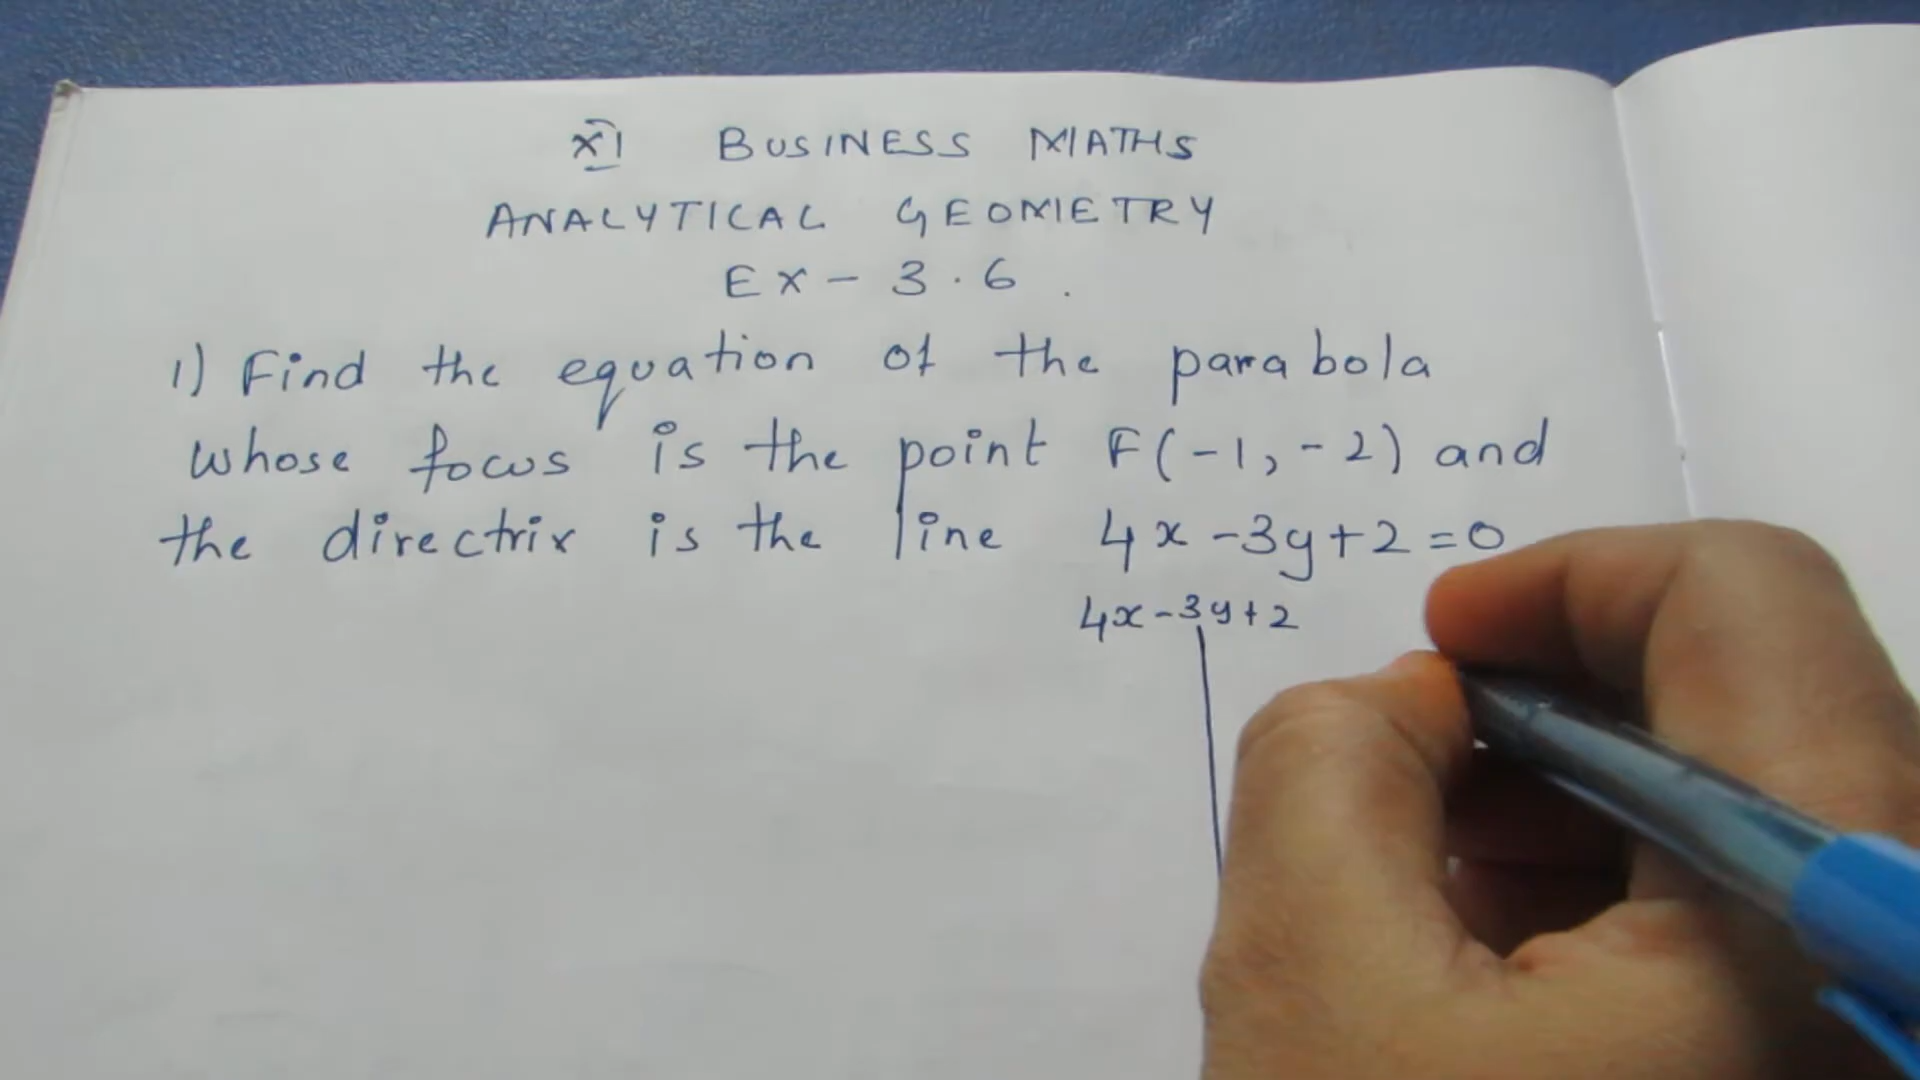 XI BUSINESS MATHS
ANALYTICAL GEOMETRY
EX - 3.6.
1) Find the equation of the parabola
whose focus is the point F(-1, -2) and
the directrix is the line 4x -3y+2=0
4x-3y+2